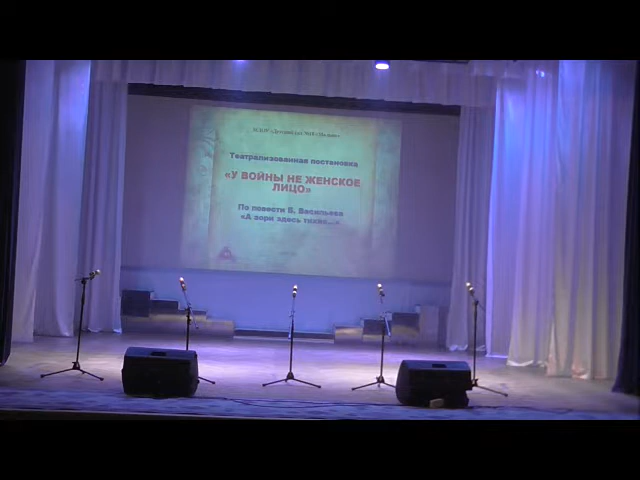 Театрализованная постановка
«У ВОЙНЫ НЕ ЖЕНСКОЕ
ЛИЦО»
По повести Б. Васильева
«А зори здесь тихие...»